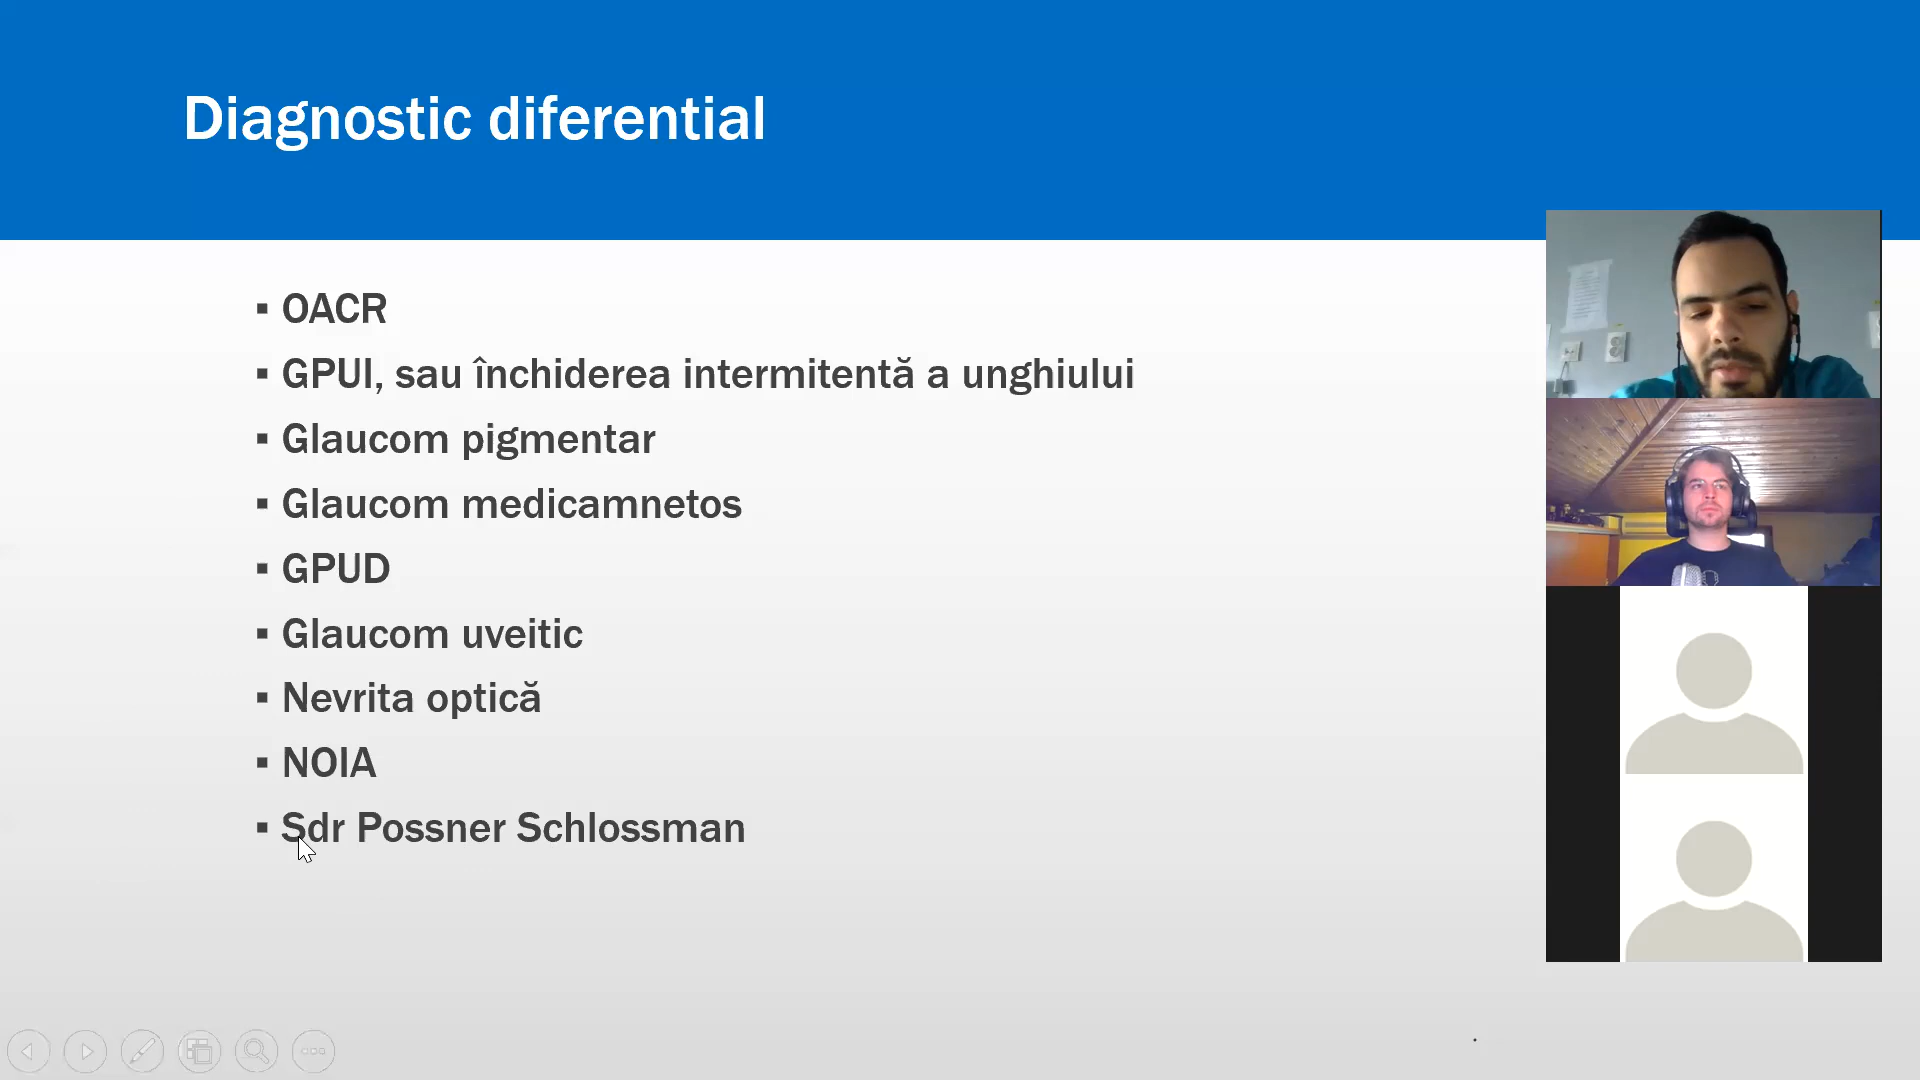 Diagnostic diferential
▪ OACR
▪ GPUI, sau închiderea intermitentă a unghiului
▪ Glaucom pigmentar
▪ Glaucom medicamnetos
▪ GPUD
▪ Glaucom uveitic
▪ Nevrita optică
▪ NOIA
▪ Sdr Possner Schlossman